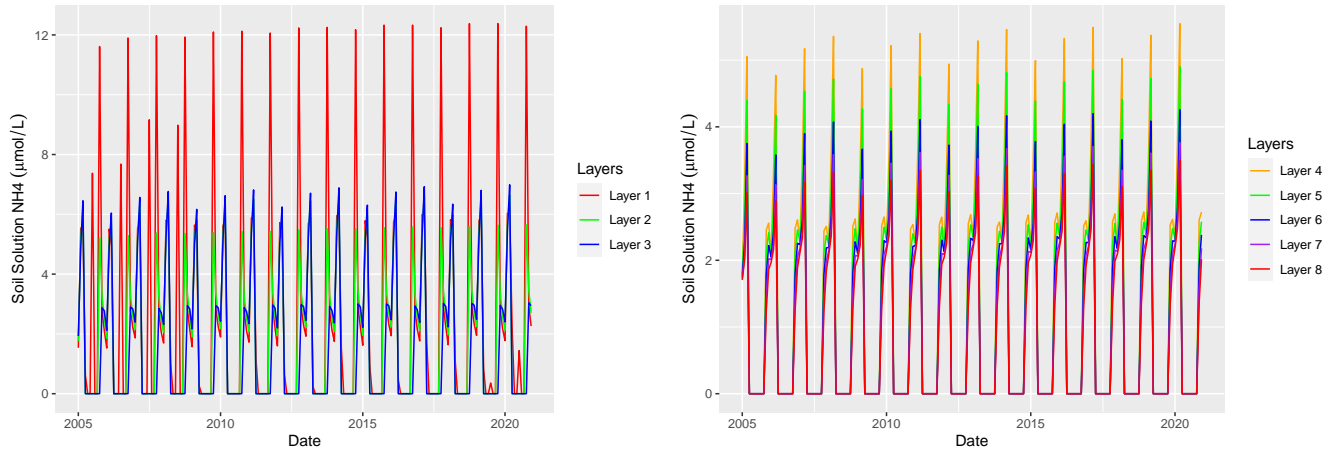 Soil Solution NH4 (μmol/L)
12
8
4
0
2005
2010
2015
2020
Date
Layers
Layer 1
Layer 2
Layer 3
Soil Solution NH4 (μmol/L)
4
2
0
2005
2010
2015
2020
Date
Layers
Layer 4
Layer 5
Layer 6
Layer 7
Layer 8